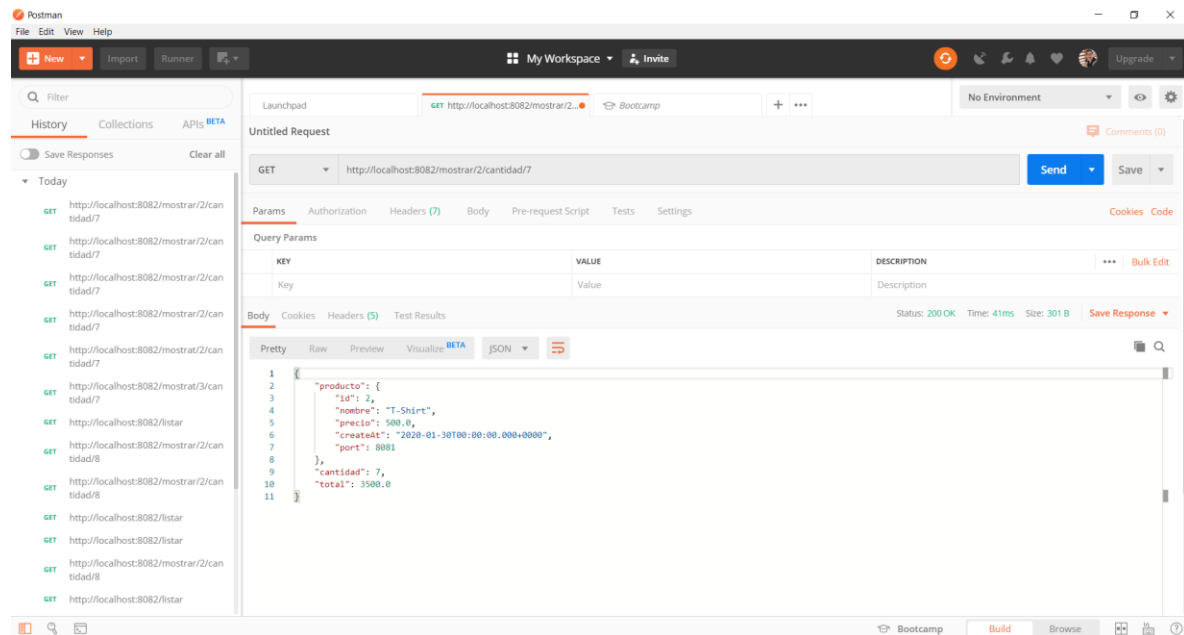 Postman
File Edit View Help
New Import Runner My Workspace Invite Upgrade
Filter
History Collections APIs BETA
Save Responses Clear all
Today
GET http://localhost:8082/mostrar/2/can
tidad/7
GET http://localhost:8082/mostrar/2/can
tidad/7
GET http://localhost:8082/mostrar/2/can
tidad/7
GET http://localhost:8082/mostrar/2/can
tidad/7
GET http://localhost:8082/mostrat/2/can
tidad/7
GET http://localhost:8082/mostrat/3/can
tidad/7
GET http://localhost:8082/listar
GET http://localhost:8082/mostrar/2/can
tidad/8
GET http://localhost:8082/mostrar/2/can
tidad/8
GET http://localhost:8082/listar
GET http://localhost:8082/listar
GET http://localhost:8082/mostrar/2/can
tidad/8
GET http://localhost:8082/listar
Launchpad GET http://localhost:8082/mostrar/2... Bootcamp + ••• No Environment
Untitled Request Comments (0)
GET http://localhost:8082/mostrar/2/cantidad/7 Send Save
Params Authorization Headers (7) Body Pre-request Script Tests Settings Cookies Code
Query Params
KEY VALUE DESCRIPTION ••• Bulk Edit
Key Value Description
Body Cookies Headers (5) Test Results Status: 200 OK Time: 41ms Size: 301 B Save Response
Pretty Raw Preview Visualize BETA JSON
1 {
2 "producto": {
3 "id": 2,
4 "nombre": "T-Shirt",
5 "precio": 500.0,
6 "createAt": "2020-01-30T00:00:00.000+0000",
7 "port": 8081
8 },
9 "cantidad": 7,
10 "total": 3500.0
11 }
Bootcamp Build Browse